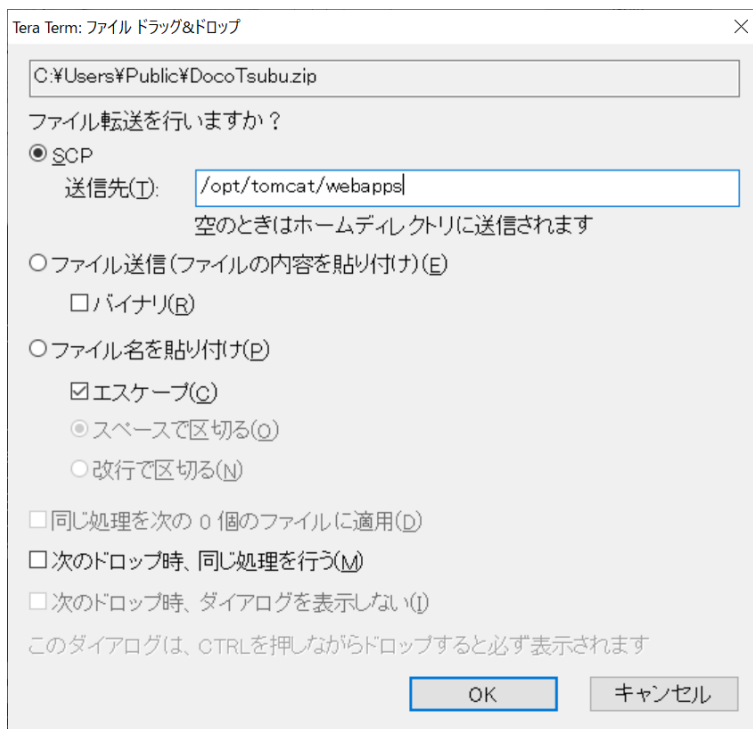 Tera Term: ファイル ドラッグ&ドロップ
C:¥Users¥Public¥DocoTsubu.zip
ファイル転送を行いますか？
SCP
送信先(T): /opt/tomcat/webapps
空のときはホームディレクトリに送信されます
ファイル送信(ファイルの内容を貼り付け)(E)
バイナリ(R)
ファイル名を貼り付け(P)
エスケープ(C)
スペースで区切る(O)
改行で区切る(N)
同じ処理を次の 0 個のファイルに適用(D)
次のドロップ時、同じ処理を行う(M)
次のドロップ時、ダイアログを表示しない(I)
このダイアログは、CTRLを押しながらドロップすると必ず表示されます
OK キャンセル